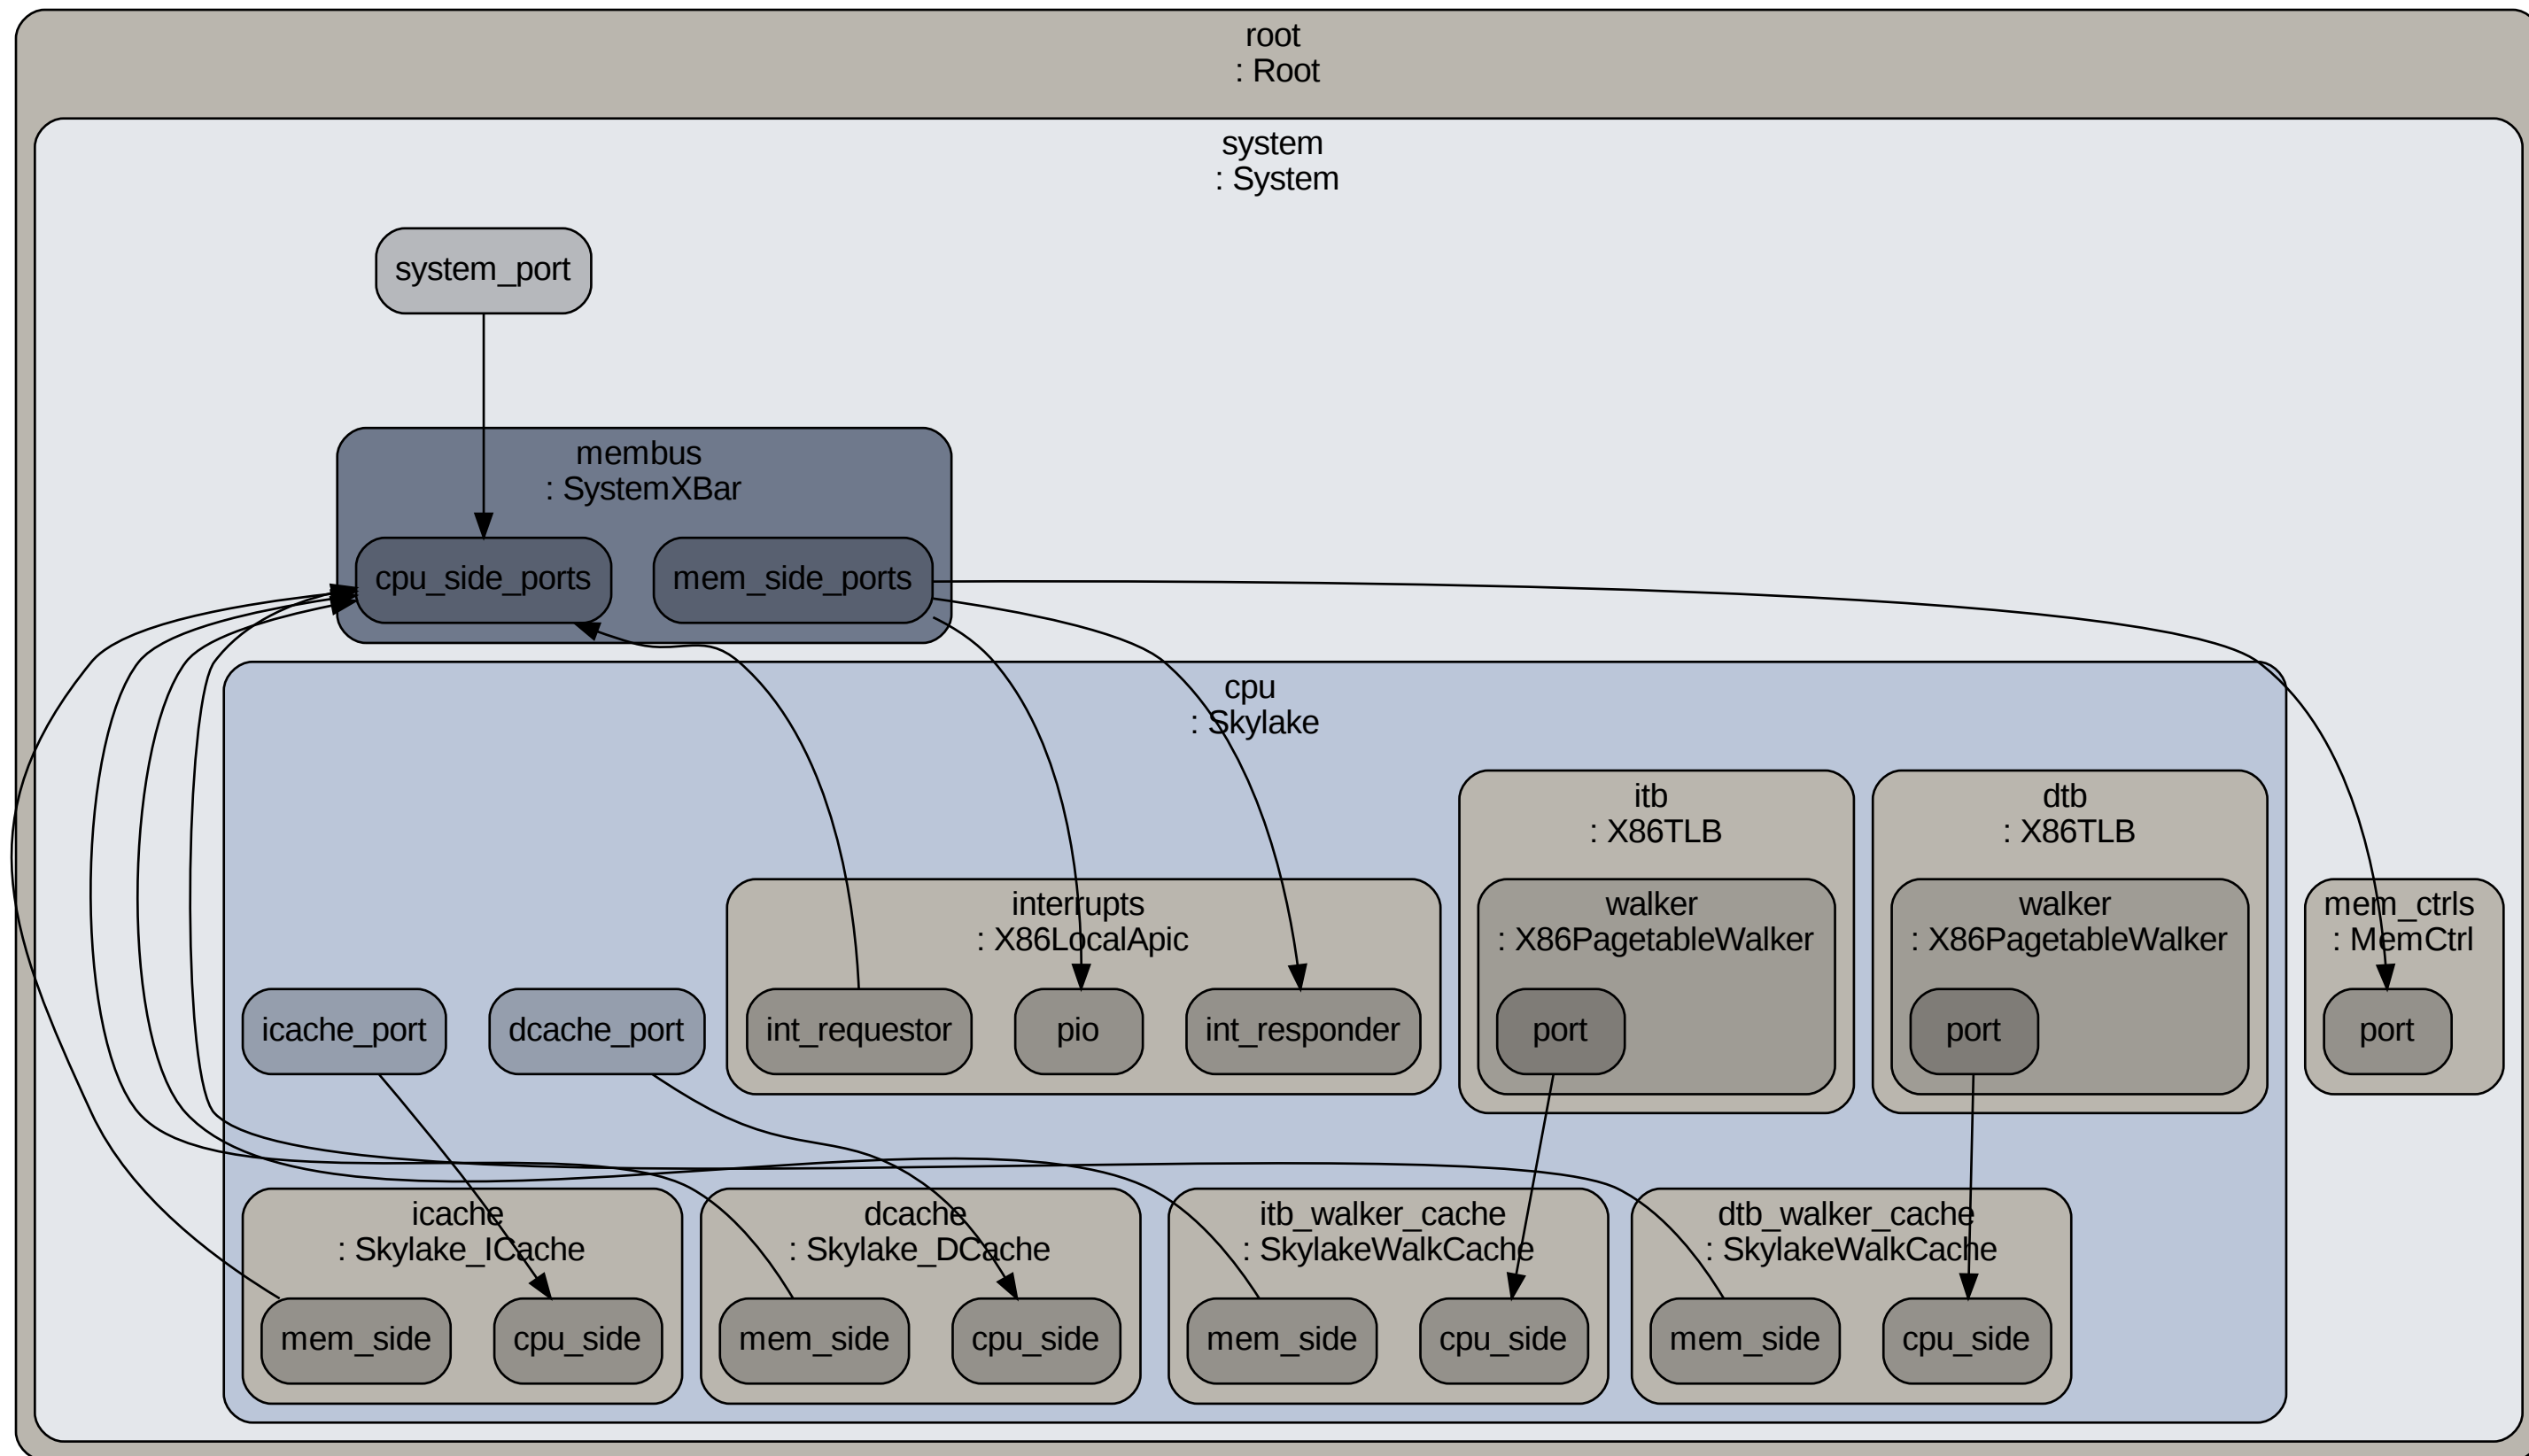 root
: Root
system
: System
system_port
membus
: SystemXBar
cpu_side_ports
mem_side_ports
cpu
: Skylake
itb
: X86TLB
dtb
: X86TLB
interrupts
: X86LocalApic
walker
: X86PagetableWalker
walker
: X86PagetableWalker
mem_ctrls
: MemCtrl
icache_port
dcache_port
int_requestor
pio
int_responder
port
port
port
icache
: Skylake_ICache
dcache
: Skylake_DCache
itb_walker_cache
: SkylakeWalkCache
dtb_walker_cache
: SkylakeWalkCache
mem_side
cpu_side
mem_side
cpu_side
mem_side
cpu_side
mem_side
cpu_side